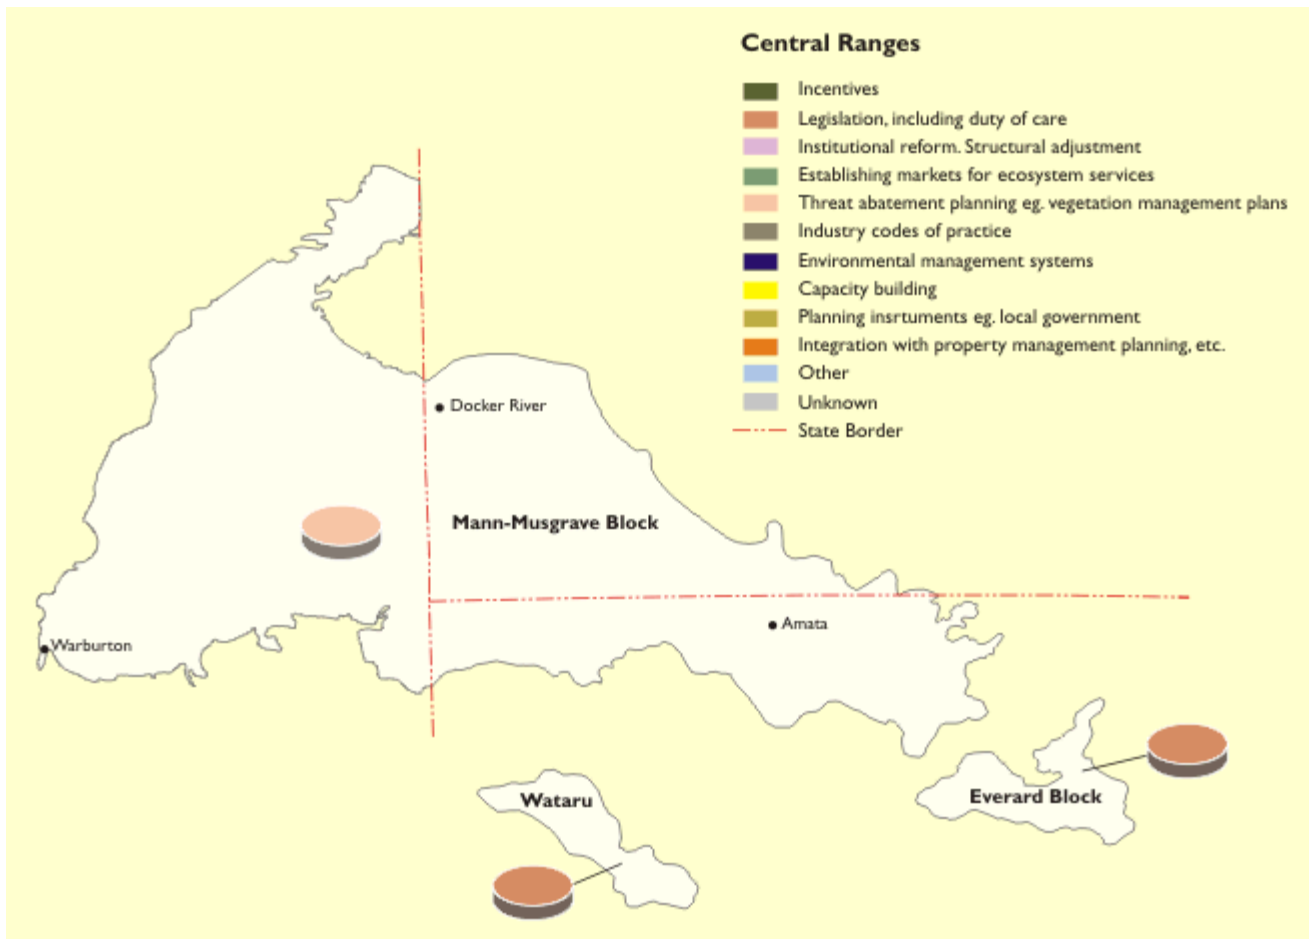 Central Ranges
Incentives
Legislation, including duty of care
Institutional reform. Structural adjustment
Establishing markets for ecosystem services
Threat abatement planning eg. vegetation management plans
Industry codes of practice
Environmental management systems
Capacity building
Planning insrtuments eg. local government
Integration with property management planning, etc.
Other
Unknown
State Border
Docker River
Mann-Musgrave Block
Amata
Warburton
Wataru
Everard Block